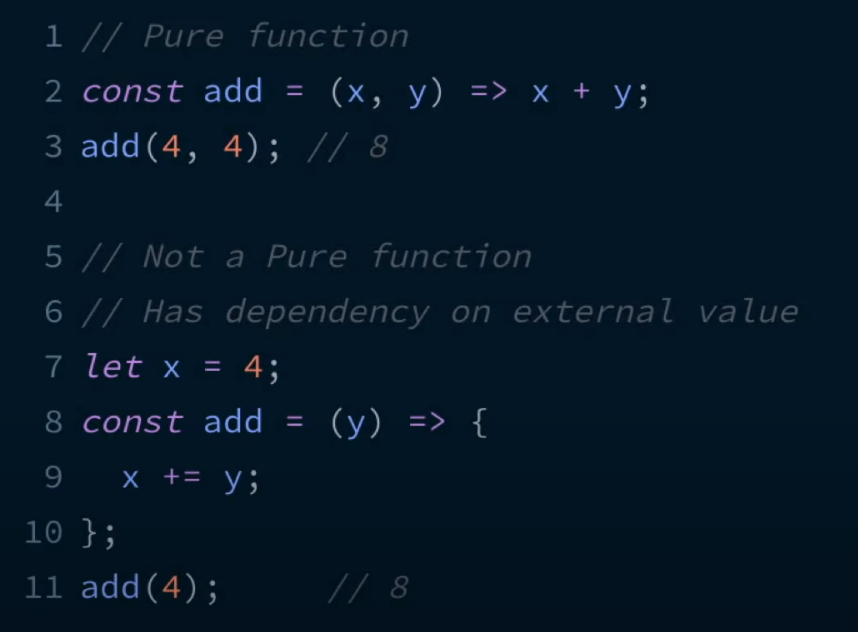 1 // Pure function
2 const add = (x, y) => x + y;
3 add(4, 4); // 8
4
5 // Not a Pure function
6 // Has dependency on external value
7 let x = 4;
8 const add = (y) => {
9   x += y;
10 };
11 add(4);     // 8